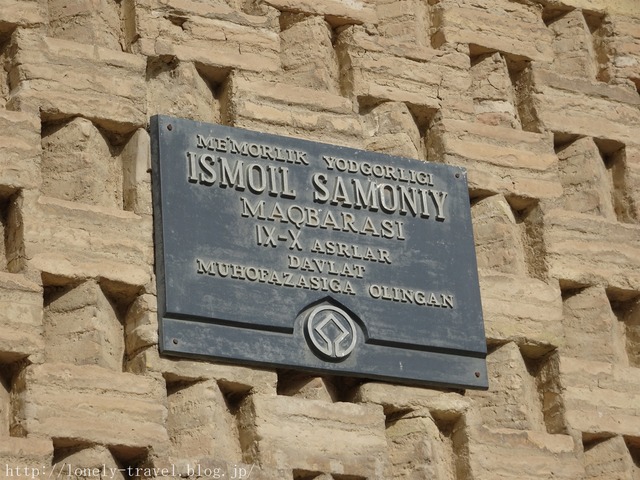 ME'MORLIK YODGORLIGI
ISMOIL SAMONIY
MAQBARASI
IX-X ASRLAR
DAVLAT
MUHOFAZASIGA OLINGAN
http://lonely-travel.blog.jp/